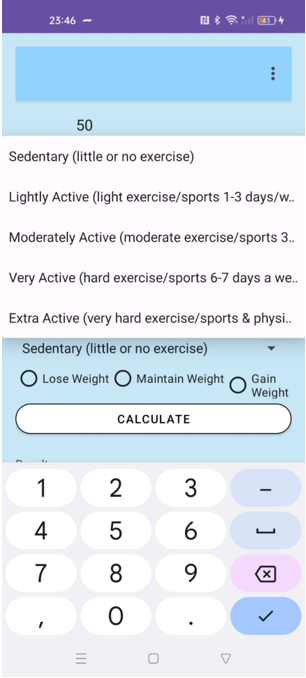 23:46
43
50
Sedentary (little or no exercise)
Lightly Active (light exercise/sports 1-3 days/w..
Moderately Active (moderate exercise/sports 3..
Very Active (hard exercise/sports 6-7 days a we..
Extra Active (very hard exercise/sports & physi..
Sedentary (little or no exercise)
Lose Weight Maintain Weight Gain Weight
CALCULATE
1 2 3 –
4 5 6
7 8 9
, 0 .